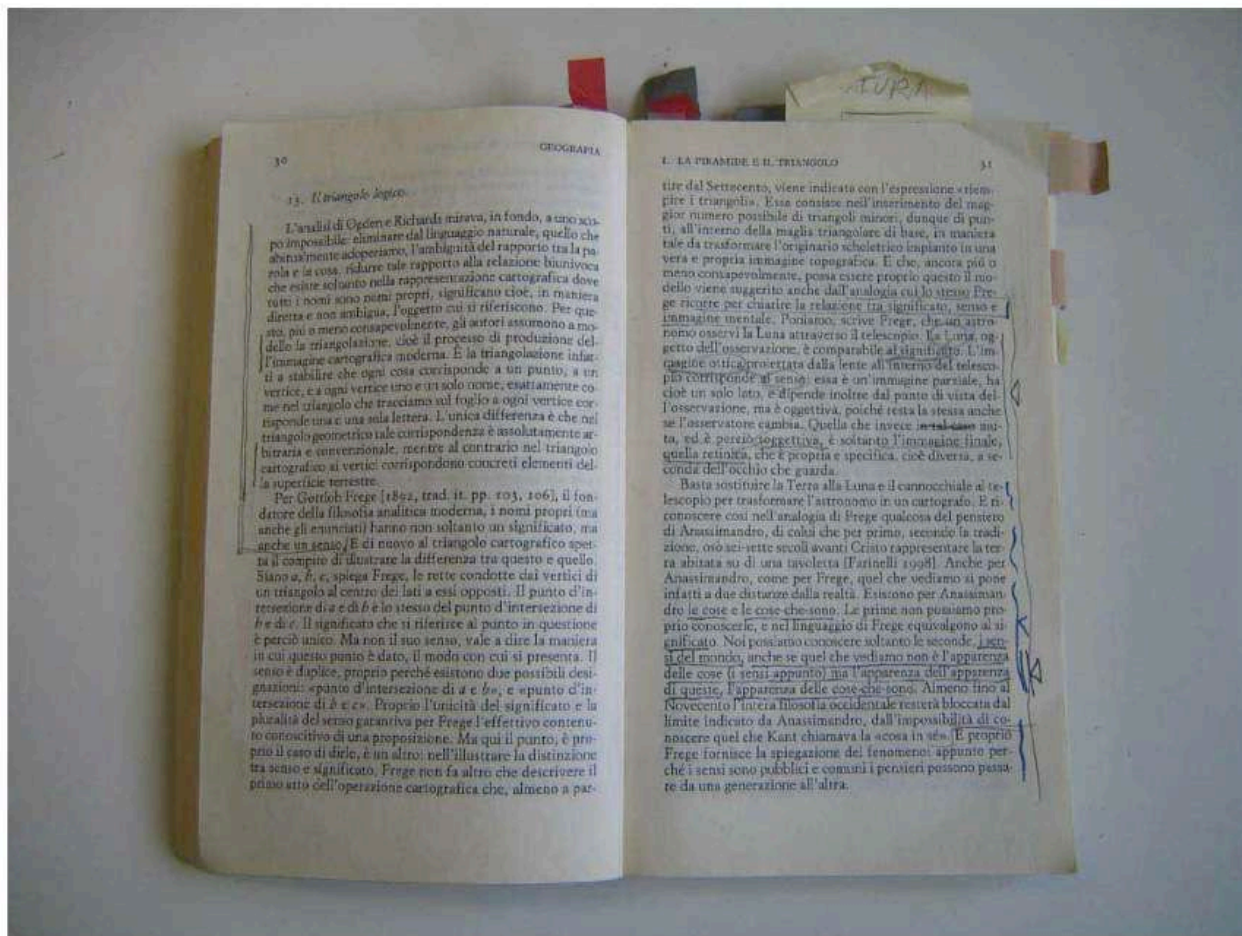 ATURA
30
GEOGRAFIA
13. Il triangolo logico.
L'analisi di Ogden e Richards mirava, in fondo, a uno sco-
po impossibile: eliminare dal linguaggio naturale, quello che
abitualmente adoperiamo, l'ambiguità del rapporto tra la pa-
rola e la cosa, ridurre tale rapporto alla relazione biunivoca
che esiste soltanto nella rappresentazione cartografica dove
tutti i nomi sono nomi propri, significano cioè, in maniera
diretta e non ambigua, l'oggetto cui si riferiscono. Per que-
sto, piú o meno consapevolmente, gli autori assumono a mo-
dello la triangolazione, cioè il processo di produzione del-
l'immagine cartografica moderna. È la triangolazione infat-
ti a stabilire che ogni cosa corrisponde a un punto, a un
vertice, e a ogni vertice uno e un solo nome, esattamente co-
me nel triangolo che tracciamo sul foglio a ogni vertice cor-
risponde una e una sola lettera. L'unica differenza è che nel
triangolo geometrico tale corrispondenza è assolutamente ar-
bitraria e convenzionale, mentre al contrario nel triangolo
cartografico ai vertici corrispondono concreti elementi del-
la superficie terrestre.
Per Gottlob Frege [1892, trad. it. pp. 103, 106], il fon-
datore della filosofia analitica moderna, i nomi propri (ma
anche gli enunciati) hanno non soltanto un significato, ma
anche un senso. E di nuovo al triangolo cartografico spet-
ta il compito di illustrare la differenza tra questo e quello.
Siano a, b, c, spiega Frege, le rette condotte dai vertici di
un triangolo al centro dei lati a essi opposti. Il punto d'in-
tersezione di a e di b è lo stesso del punto d'intersezione di
b e di c. Il significato che si riferisce al punto in questione
è perciò unico. Ma non il suo senso, vale a dire la maniera
in cui questo punto è dato, il modo con cui si presenta. Il
senso è duplice, proprio perché esistono due possibili desi-
gnazioni: «punto d'intersezione di a e b», e «punto d'in-
tersezione di b e c». Proprio l'unicità del significato e la
pluralità del senso garantiva per Frege l'effettivo contenu-
to conoscitivo di una proposizione. Ma qui il punto, è pro-
prio il caso di dirlo, è un altro: nell'illustrare la distinzione
tra senso e significato, Frege non fa altro che descrivere il
primo atto dell'operazione cartografica che, almeno a par-
I. LA PIRAMIDE E IL TRIANGOLO
31
tire dal Settecento, viene indicata con l'espressione «riem-
pire i triangoli». Essa consiste nell'inserimento del mag-
gior numero possibile di triangoli minori, dunque di pun-
ti, all'interno della maglia triangolare di base, in maniera
tale da trasformare l'originario scheletrico impianto in una
vera e propria immagine topografica. E che, ancora piú o
meno consapevolmente, possa essere proprio questo il mo-
dello viene suggerito anche dall'analogia cui lo stesso Fre-
ge ricorre per chiarire la relazione tra significato, senso e
immagine mentale. Poniamo, scrive Frege, che un astro-
nomo osservi la Luna attraverso il telescopio. La Luna, og-
getto dell'osservazione, è comparabile al significato. L'im-
magine ottica proiettata dalla lente all'interno del telesco-
pio corrisponde al senso: essa è un'immagine parziale, ha
cioè un solo lato, e dipende inoltre dal punto di vista del-
l'osservazione, ma è oggettiva, poiché resta la stessa anche
se l'osservatore cambia. Quella che invece in tal caso mu-
ta, ed è perciò soggettiva, è soltanto l'immagine finale,
quella retinica, che è propria e specifica, cioè diversa, a se-
conda dell'occhio che guarda.
Basta sostituire la Terra alla Luna e il cannocchiale al te-
lescopio per trasformare l'astronomo in un cartografo. E ri-
conoscere cosí nell'analogia di Frege qualcosa del pensiero
di Anassimandro, di colui che per primo, secondo la tradi-
zione, osò sei-sette secoli avanti Cristo rappresentare la ter-
ra abitata su di una tavoletta [Farinelli 1998]. Anche per
Anassimandro, come per Frege, quel che vediamo si pone
infatti a due distanze dalla realtà. Esistono per Anassiman-
dro le cose e le cose-che-sono. Le prime non possiamo pro-
prio conoscerle, e nel linguaggio di Frege equivalgono al si-
gnificato. Noi possiamo conoscere soltanto le seconde, i sen-
si del mondo, anche se quel che vediamo non è l'apparenza
delle cose (i sensi appunto) ma l'apparenza dell'apparenza
di queste, l'apparenza delle cose-che-sono. Almeno fino al
Novecento l'intera filosofia occidentale resterà bloccata dal
limite indicato da Anassimandro, dall'impossibilità di co-
noscere quel che Kant chiamava la «cosa in sé». E proprio
Frege fornisce la spiegazione del fenomeno: appunto per-
ché i sensi sono pubblici e comuni i pensieri possono passa-
re da una generazione all'altra.